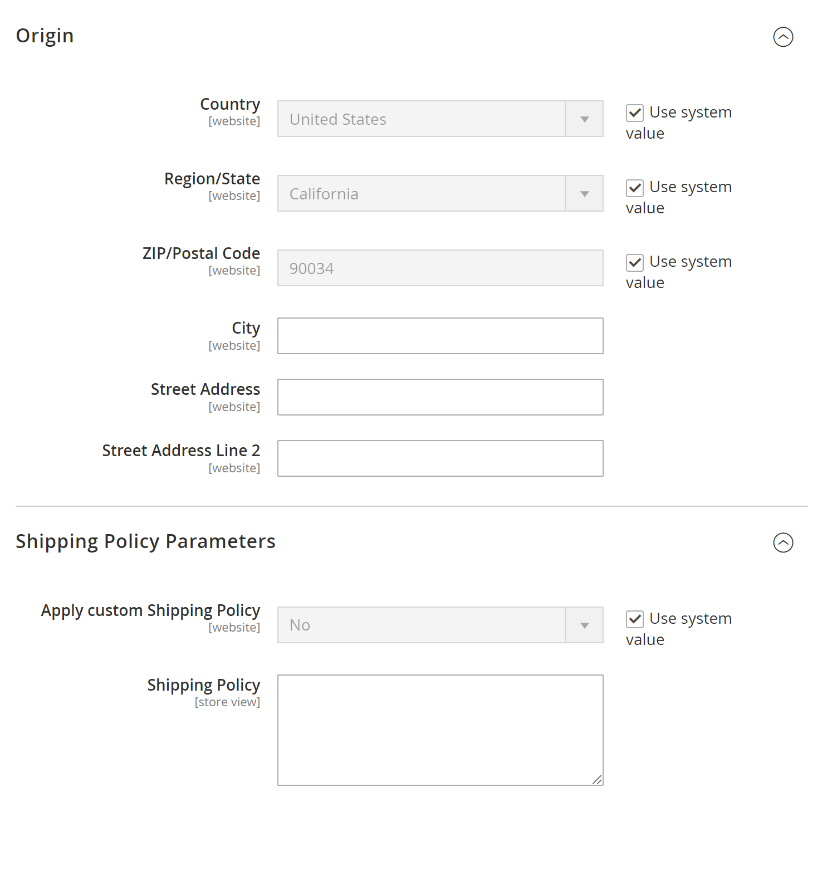 Origin
Country
[website]
United States
Use system
value
Region/State
[website]
California
Use system
value
ZIP/Postal Code
[website]
90034
Use system
value
City
[website]
Street Address
[website]
Street Address Line 2
[website]
Shipping Policy Parameters
Apply custom Shipping Policy
[website]
No
Use system
value
Shipping Policy
[store view]